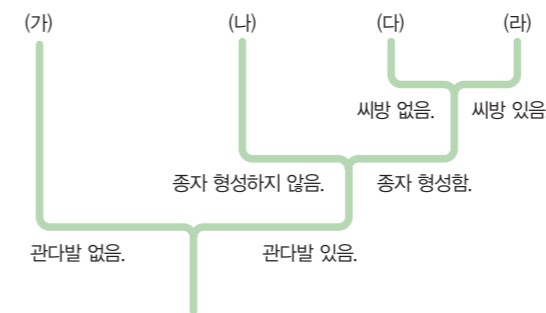 (가) (나) (다) (라)
씨방 없음. 씨방 있음
종자 형성하지 않음. 종자 형성함.
관다발 없음. 관다발 있음.